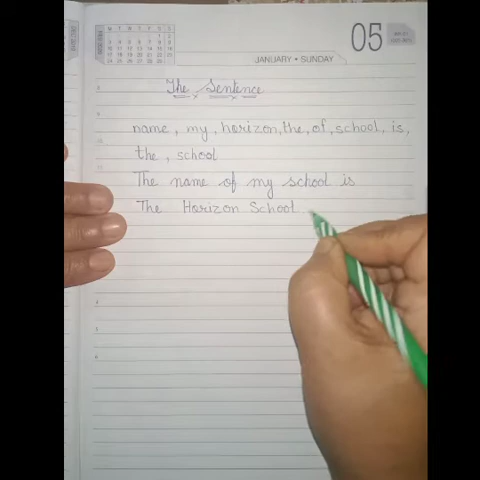 05
JANUARY • SUNDAY
The Sentence
name, my, horizon, the, of, school, is,
the, school
The name of my school is
The Horizon School